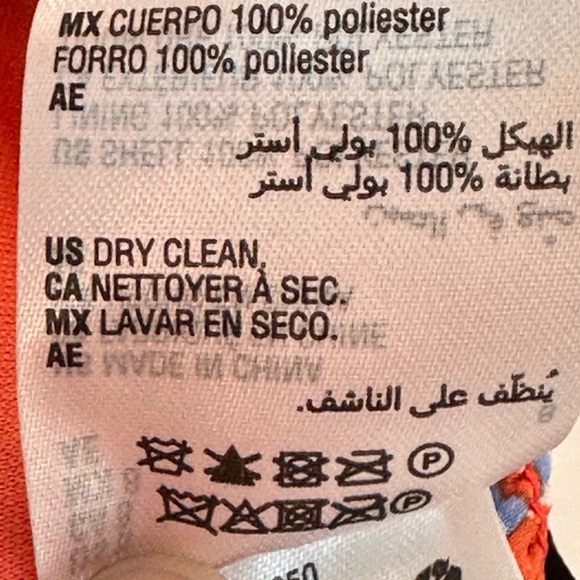 MX CUERPO 100% poliester
FORRO 100% poliester
AE
الهيكل 100% بولي أستر
بطانة 100% بولي أستر
US DRY CLEAN.
CA NETTOYER À SEC.
MX LAVAR EN SECO.
AE
يُنظّف على الناشف.
P
P